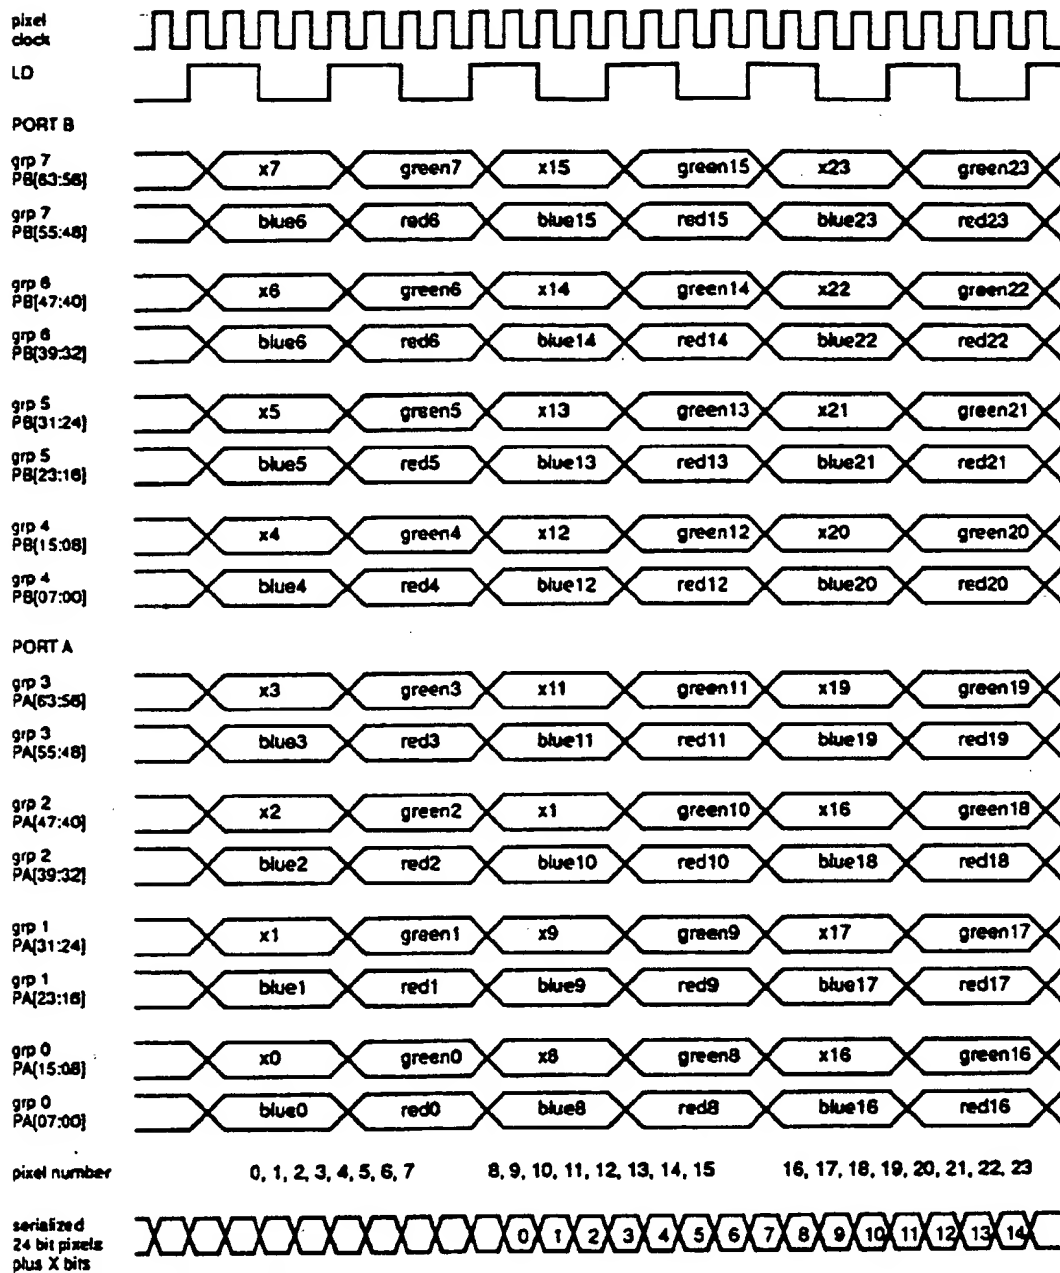 pixel
clock
LD
PORT B
grp 7
PB[63:56]
x7 green7 x15 green15 x23 green23
grp 7
PB[55:48]
blue6 red6 blue15 red15 blue23 red23
grp 6
PB[47:40]
x6 green6 x14 green14 x22 green22
grp 6
PB[39:32]
blue6 red6 blue14 red14 blue22 red22
grp 5
PB[31:24]
x5 green5 x13 green13 x21 green21
grp 5
PB[23:16]
blue5 red5 blue13 red13 blue21 red21
grp 4
PB[15:08]
x4 green4 x12 green12 x20 green20
grp 4
PB[07:00]
blue4 red4 blue12 red12 blue20 red20
PORT A
grp 3
PA[63:56]
x3 green3 x11 green11 x19 green19
grp 3
PA[55:48]
blue3 red3 blue11 red11 blue19 red19
grp 2
PA[47:40]
x2 green2 x1 green10 x16 green18
grp 2
PA[39:32]
blue2 red2 blue10 red10 blue18 red18
grp 1
PA[31:24]
x1 green1 x9 green9 x17 green17
grp 1
PA[23:16]
blue1 red1 blue9 red9 blue17 red17
grp 0
PA[15:08]
x0 green0 x8 green8 x16 green16
grp 0
PA[07:00]
blue0 red0 blue8 red8 blue16 red16
pixel number 0, 1, 2, 3, 4, 5, 6, 7 8, 9, 10, 11, 12, 13, 14, 15 16, 17, 18, 19, 20, 21, 22, 23
serialized
24 bit pixels
plus X bits
0 1 2 3 4 5 6 7 8 9 10 11 12 13 14